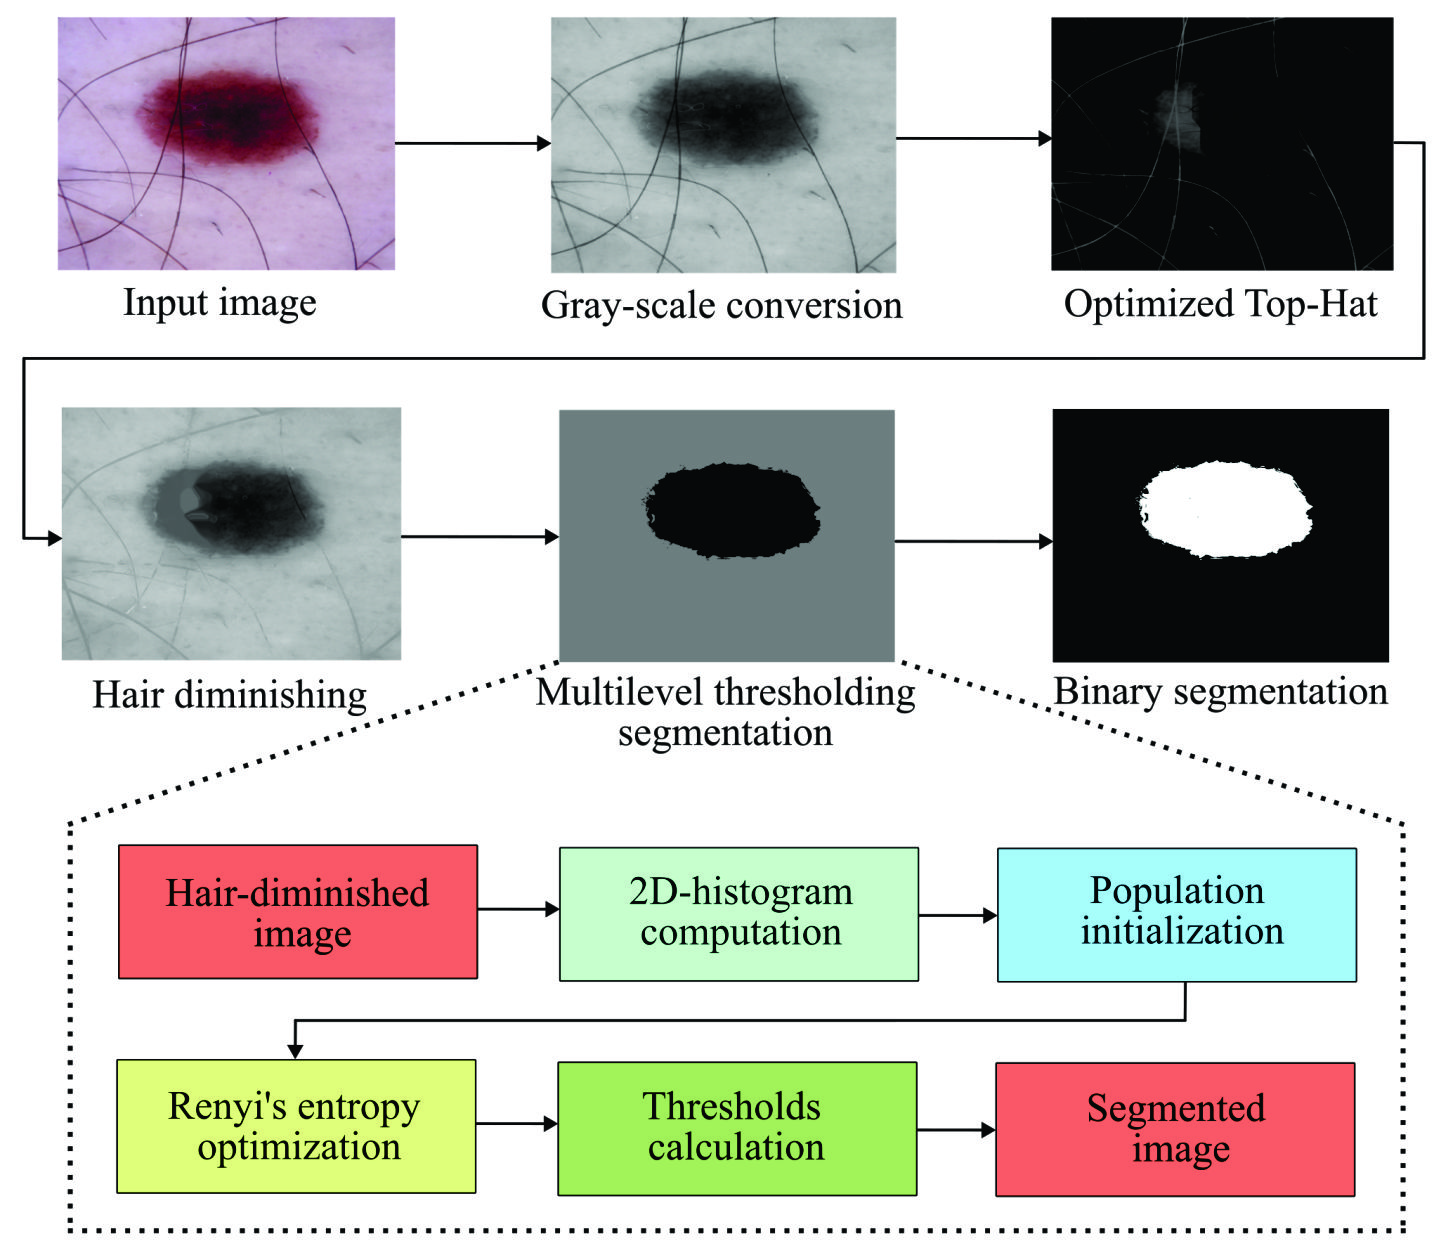 Input image
Gray-scale conversion
Optimized Top-Hat
Hair diminishing
Multilevel thresholding
segmentation
Binary segmentation
Hair-diminished
image
2D-histogram
computation
Population
initialization
Renyi's entropy
optimization
Thresholds
calculation
Segmented
image